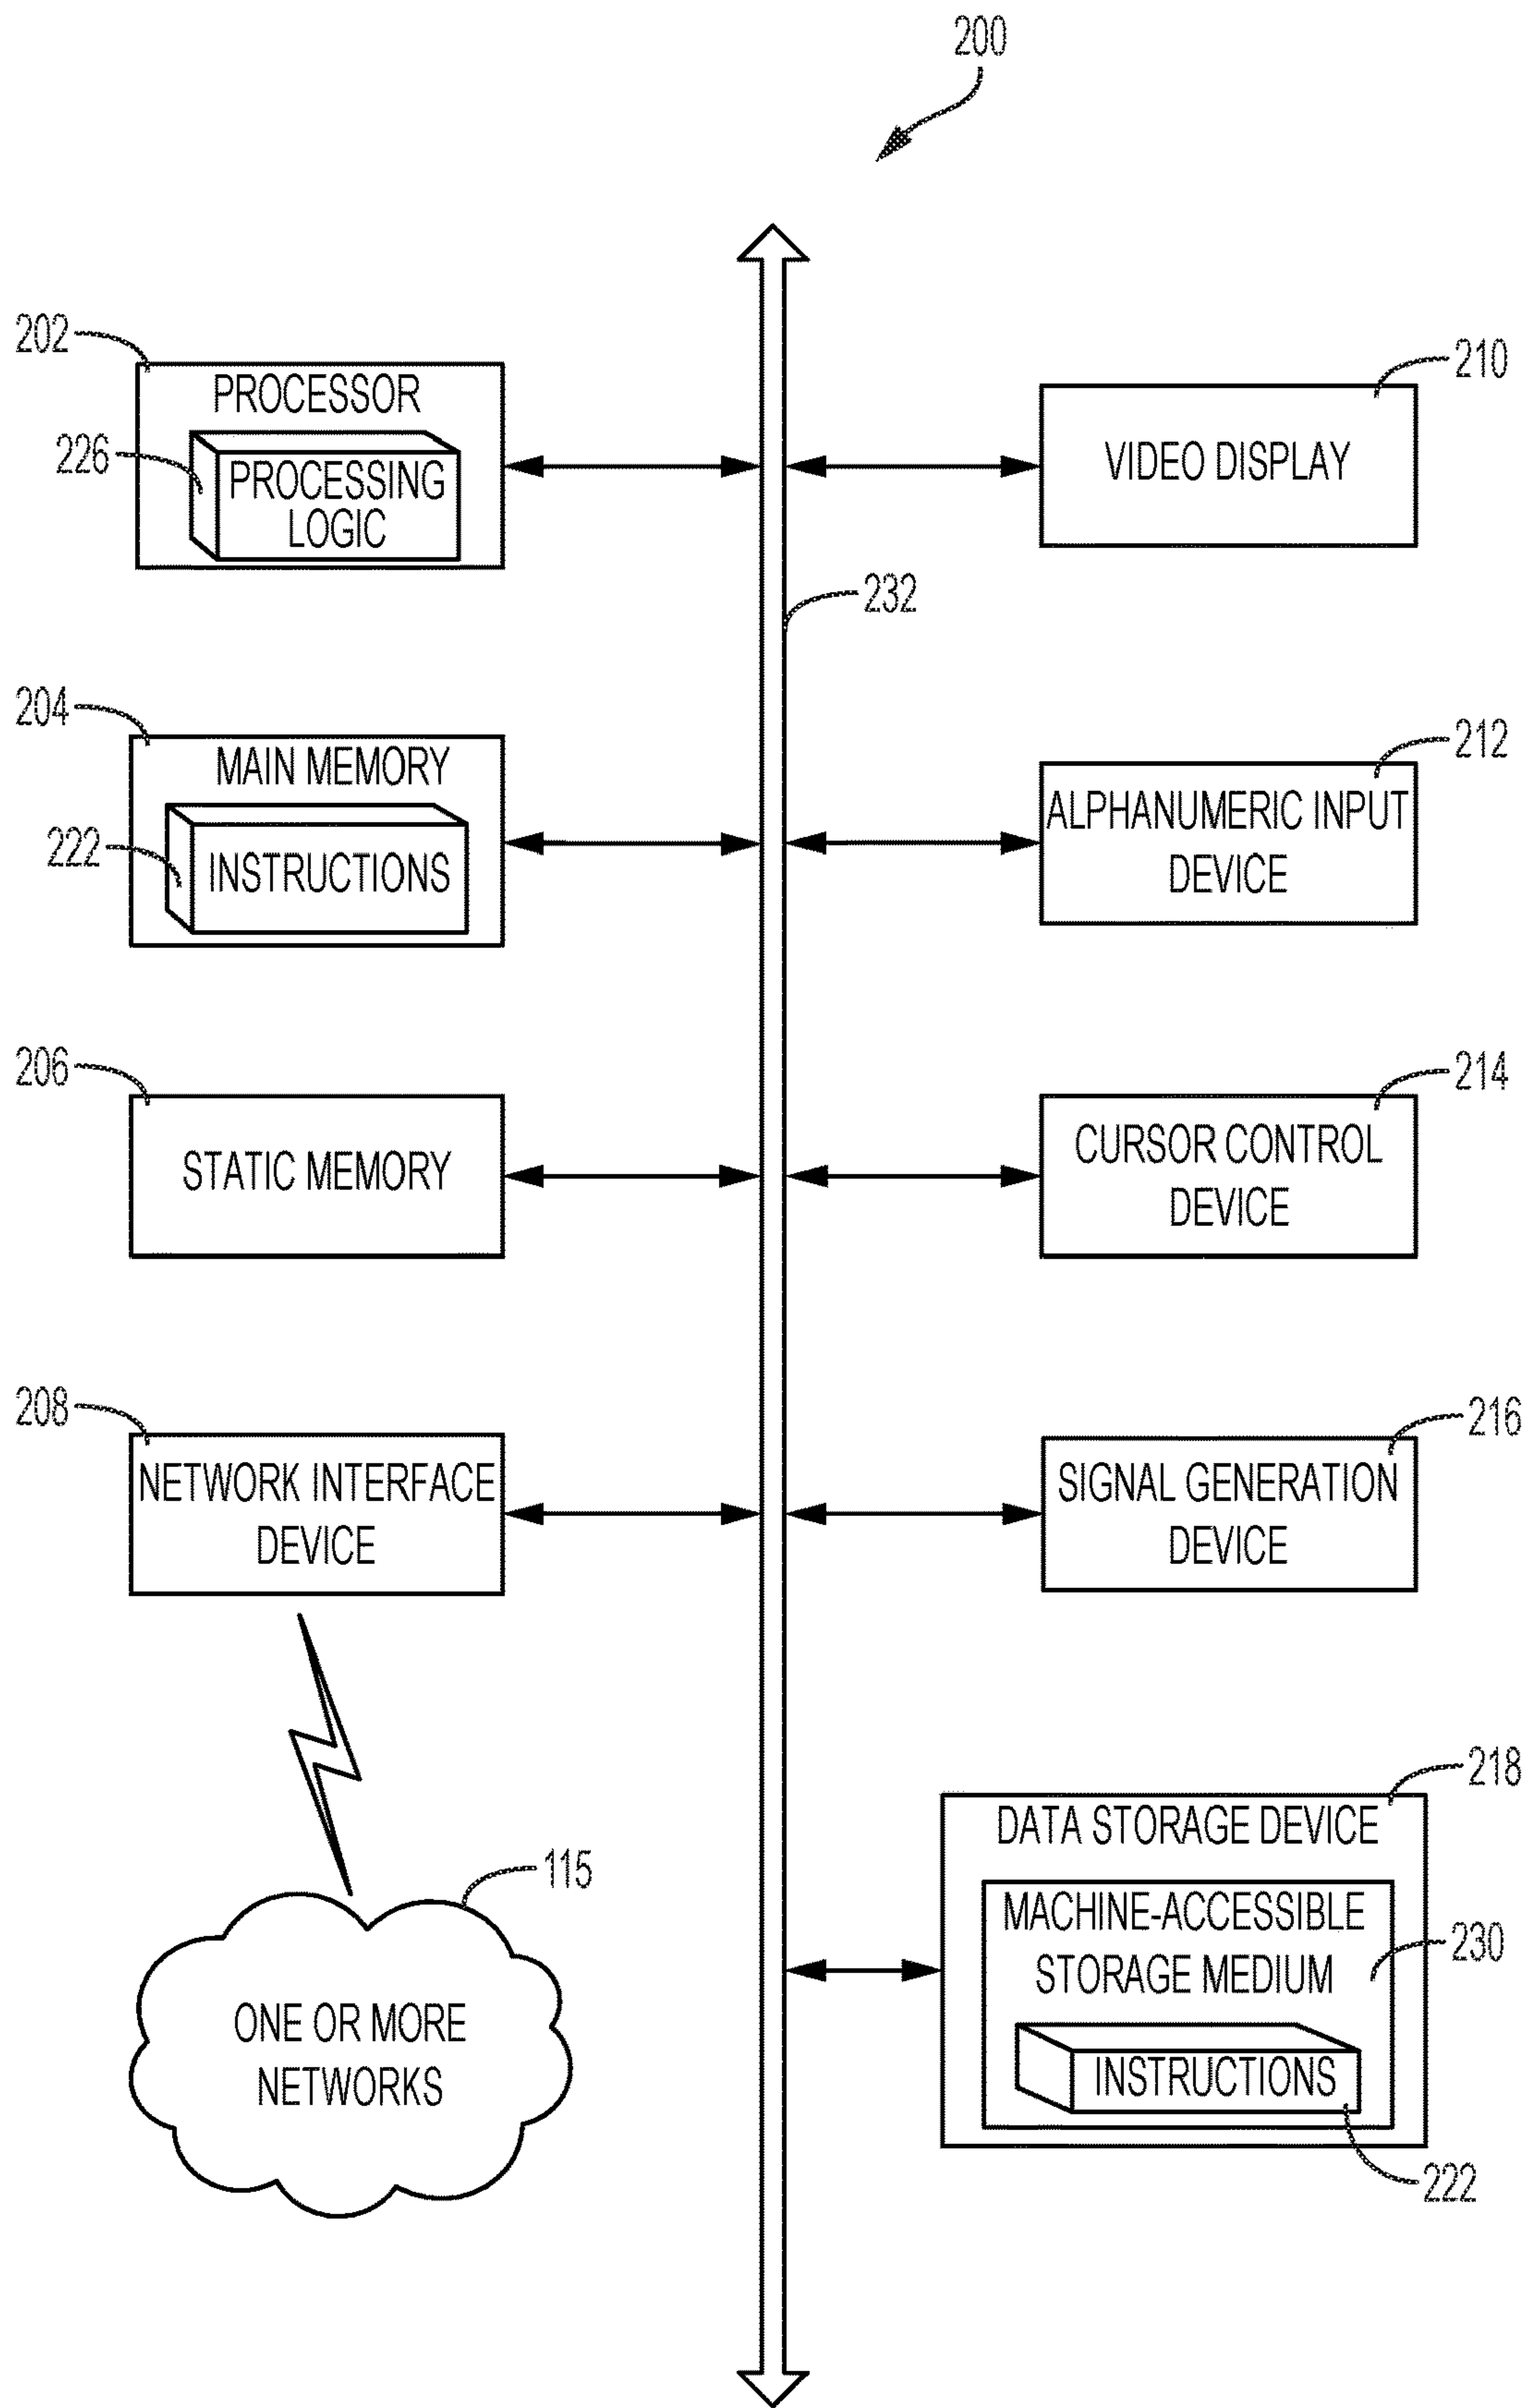 200
202
PROCESSOR
226
PROCESSING
LOGIC
210
VIDEO DISPLAY
232
204
MAIN MEMORY
222
INSTRUCTIONS
212
ALPHANUMERIC INPUT
DEVICE
206
STATIC MEMORY
214
CURSOR CONTROL
DEVICE
208
NETWORK INTERFACE
DEVICE
216
SIGNAL GENERATION
DEVICE
115
ONE OR MORE
NETWORKS
218
DATA STORAGE DEVICE
MACHINE-ACCESSIBLE
STORAGE MEDIUM
230
INSTRUCTIONS
222